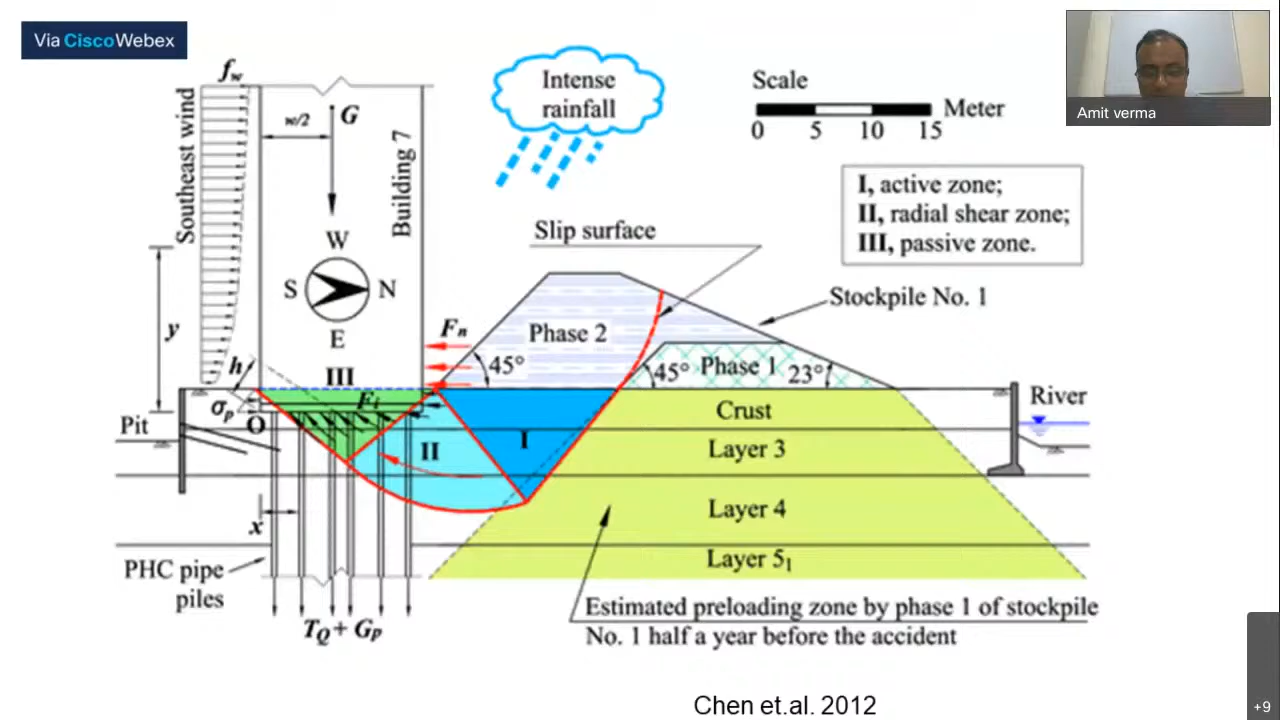 Via Cisco Webex
Amit verma
fw
Southeast wind
w/2
G
Building 7
Intense
rainfall
Scale
Meter
0 5 10 15
I, active zone;
II, radial shear zone;
III, passive zone.
W
S N
E
Slip surface
Stockpile No. 1
y
Fn
Phase 2
45°
Phase 1
45°
23°
h
III
σp
Fi
O
Pit
II
I
Crust
River
Layer 3
Layer 4
x
Layer 5₁
PHC pipe
piles
TQ + Gp
Estimated preloading zone by phase 1 of stockpile
No. 1 half a year before the accident
Chen et.al. 2012
+9